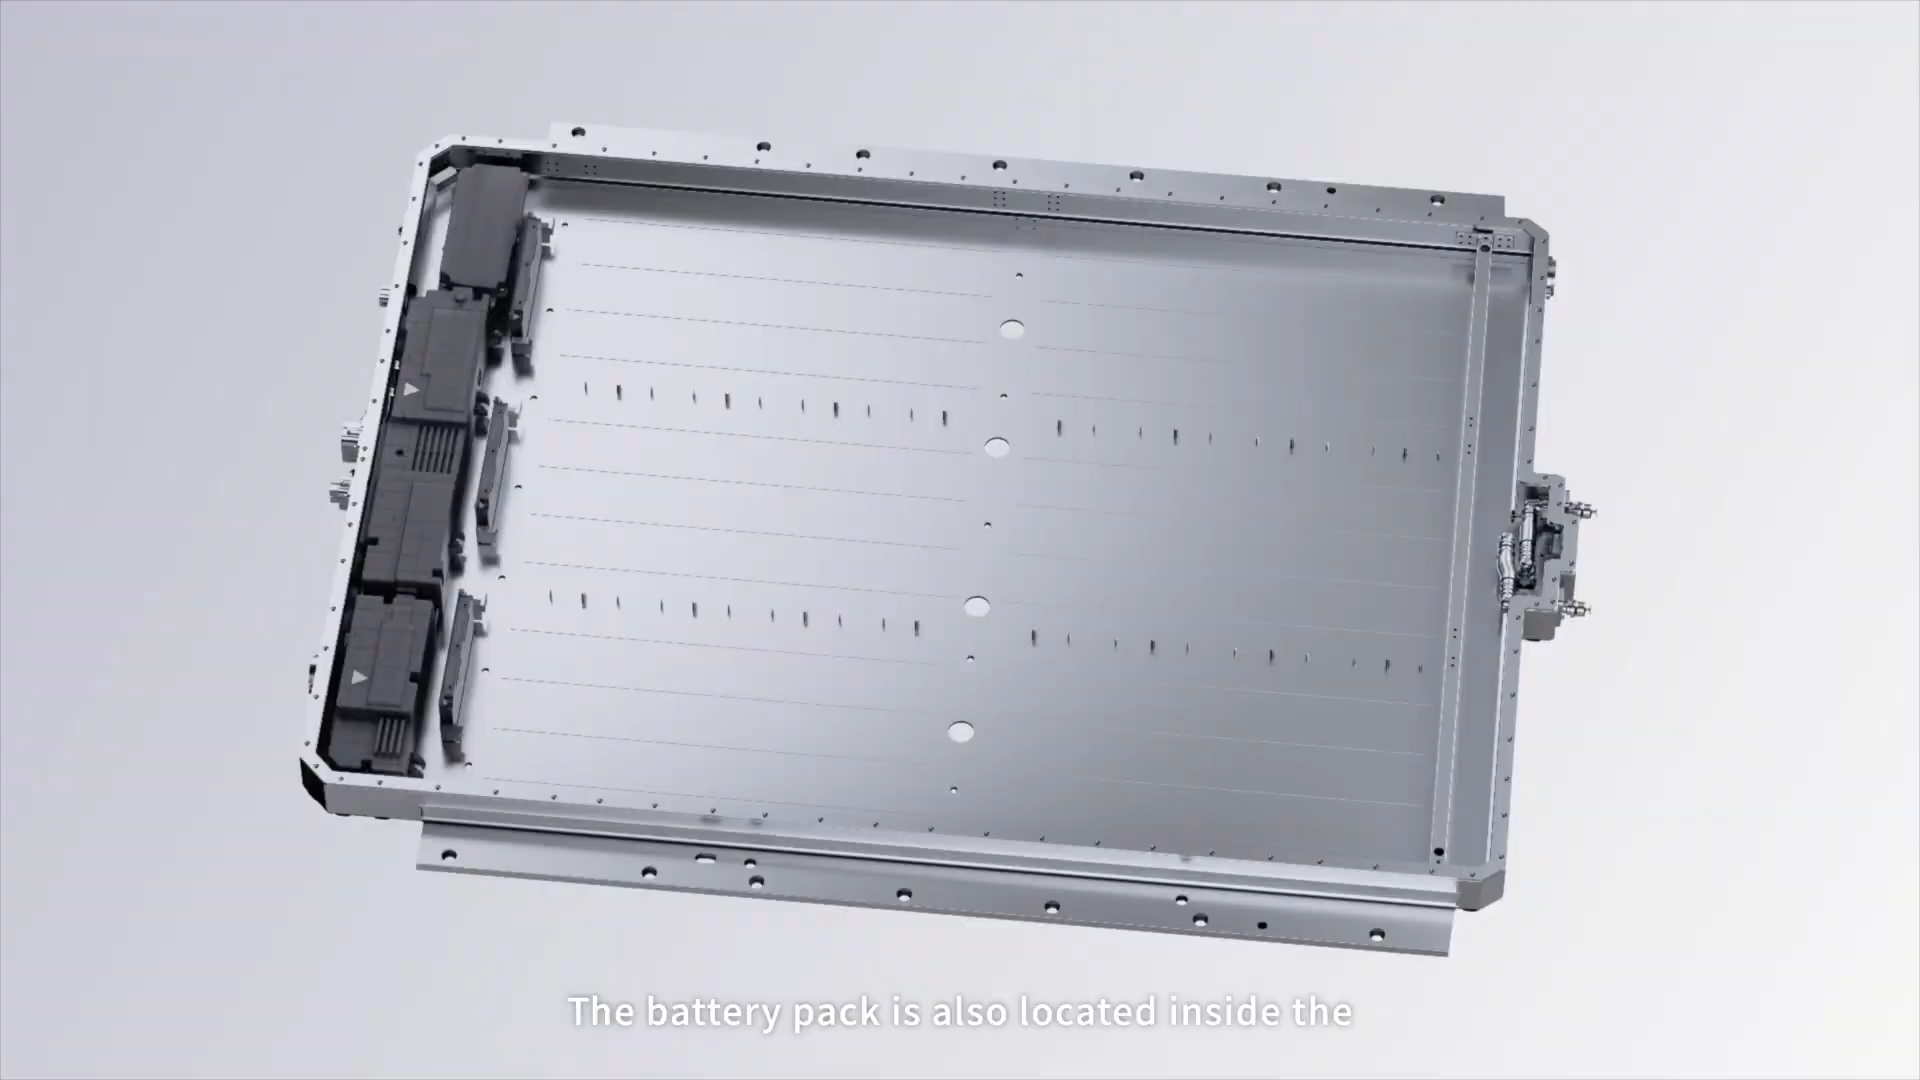 The battery pack is also located inside the